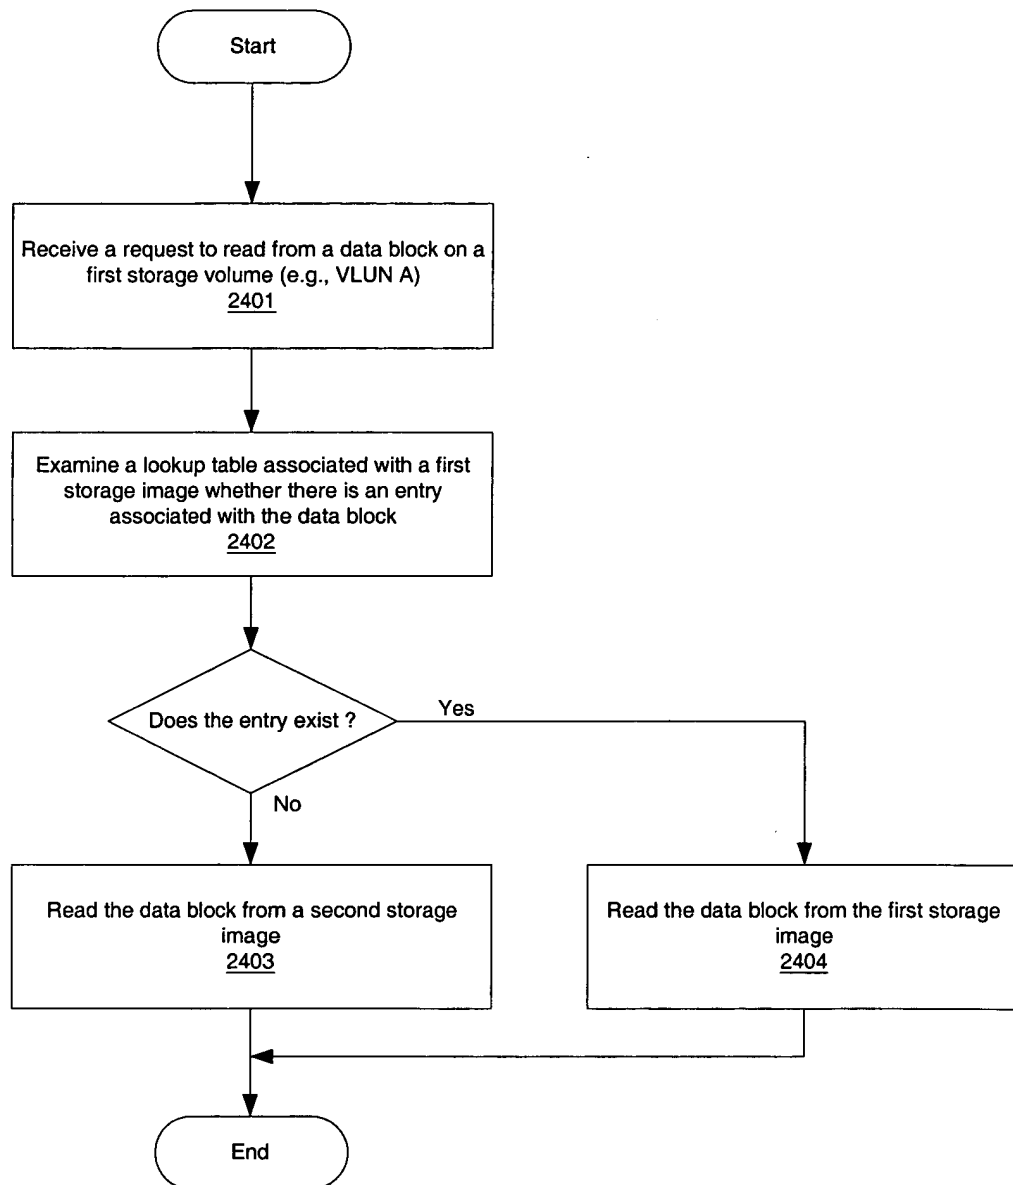 Start
Receive a request to read from a data block on a
first storage volume (e.g., VLUN A)
2401
Examine a lookup table associated with a first
storage image whether there is an entry
associated with the data block
2402
Does the entry exist ?
Yes
No
Read the data block from a second storage
image
2403
Read the data block from the first storage
image
2404
End